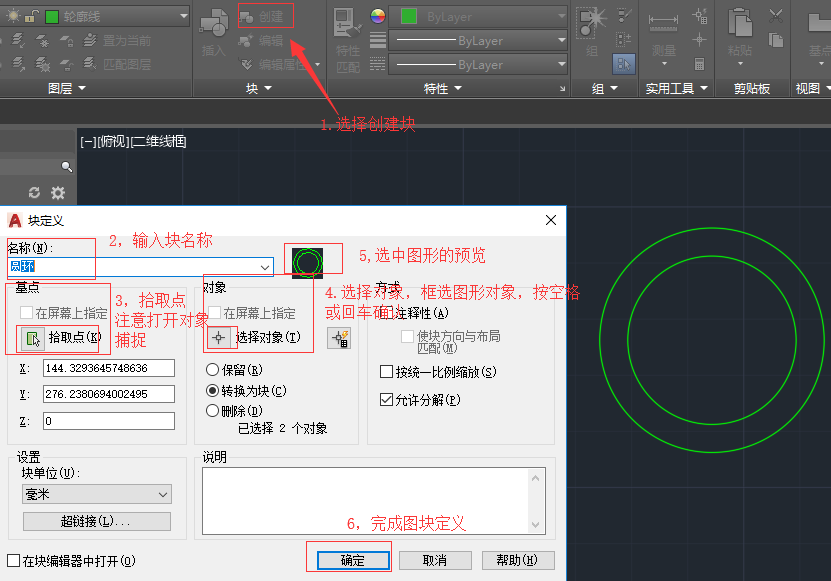 轮廓线
置为当前
匹配图层
图层
插入
创建
编辑
编辑属性
块
特性
匹配
ByLayer
ByLayer
ByLayer
特性
组
组
测量
实用工具
粘贴
剪贴板
基点
视图
1.选择创建块
[−][俯视][二维线框]
块定义
名称(N):
圆环
2，输入块名称
5,选中图形的预览
基点
在屏幕上指定
拾取点(K)
3，拾取点
注意打开对象
捕捉
X: 144.3293645748636
Y: 276.2380694002495
Z: 0
对象
在屏幕上指定
选择对象(T)
4.选择对象，框选图形对象，按空格
或回车确认
保留(R)
转换为块(C)
删除(D)
已选择 2 个对象
方式
注释性(A)
使块方向与布局
匹配(M)
按统一比例缩放(S)
允许分解(P)
设置
块单位(U):
毫米
超链接(L)...
说明
6，完成图块定义
在块编辑器中打开(O)
确定
取消
帮助(H)